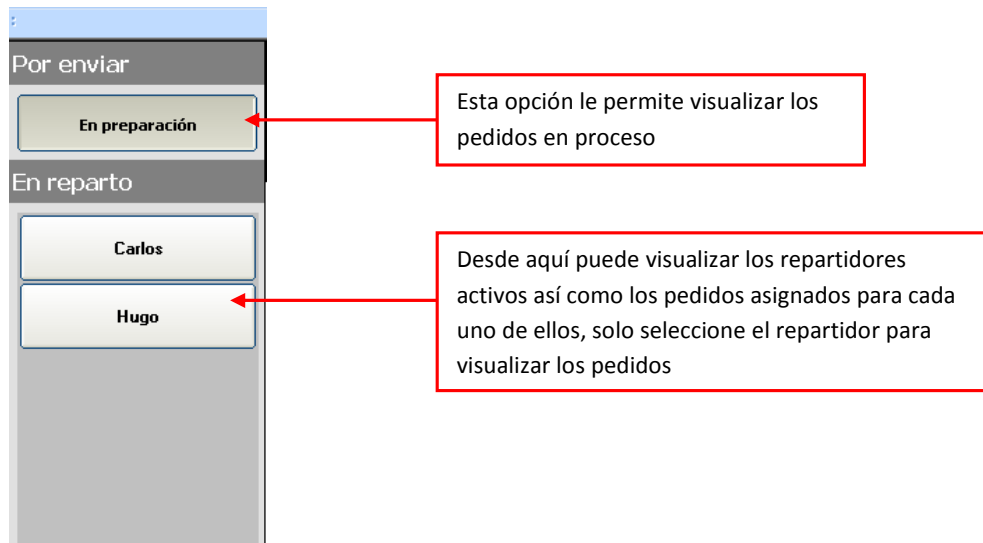 Por enviar
En preparación
En reparto
Carlos
Hugo
Esta opción le permite visualizar los
pedidos en proceso
Desde aquí puede visualizar los repartidores
activos así como los pedidos asignados para cada
uno de ellos, solo seleccione el repartidor para
visualizar los pedidos